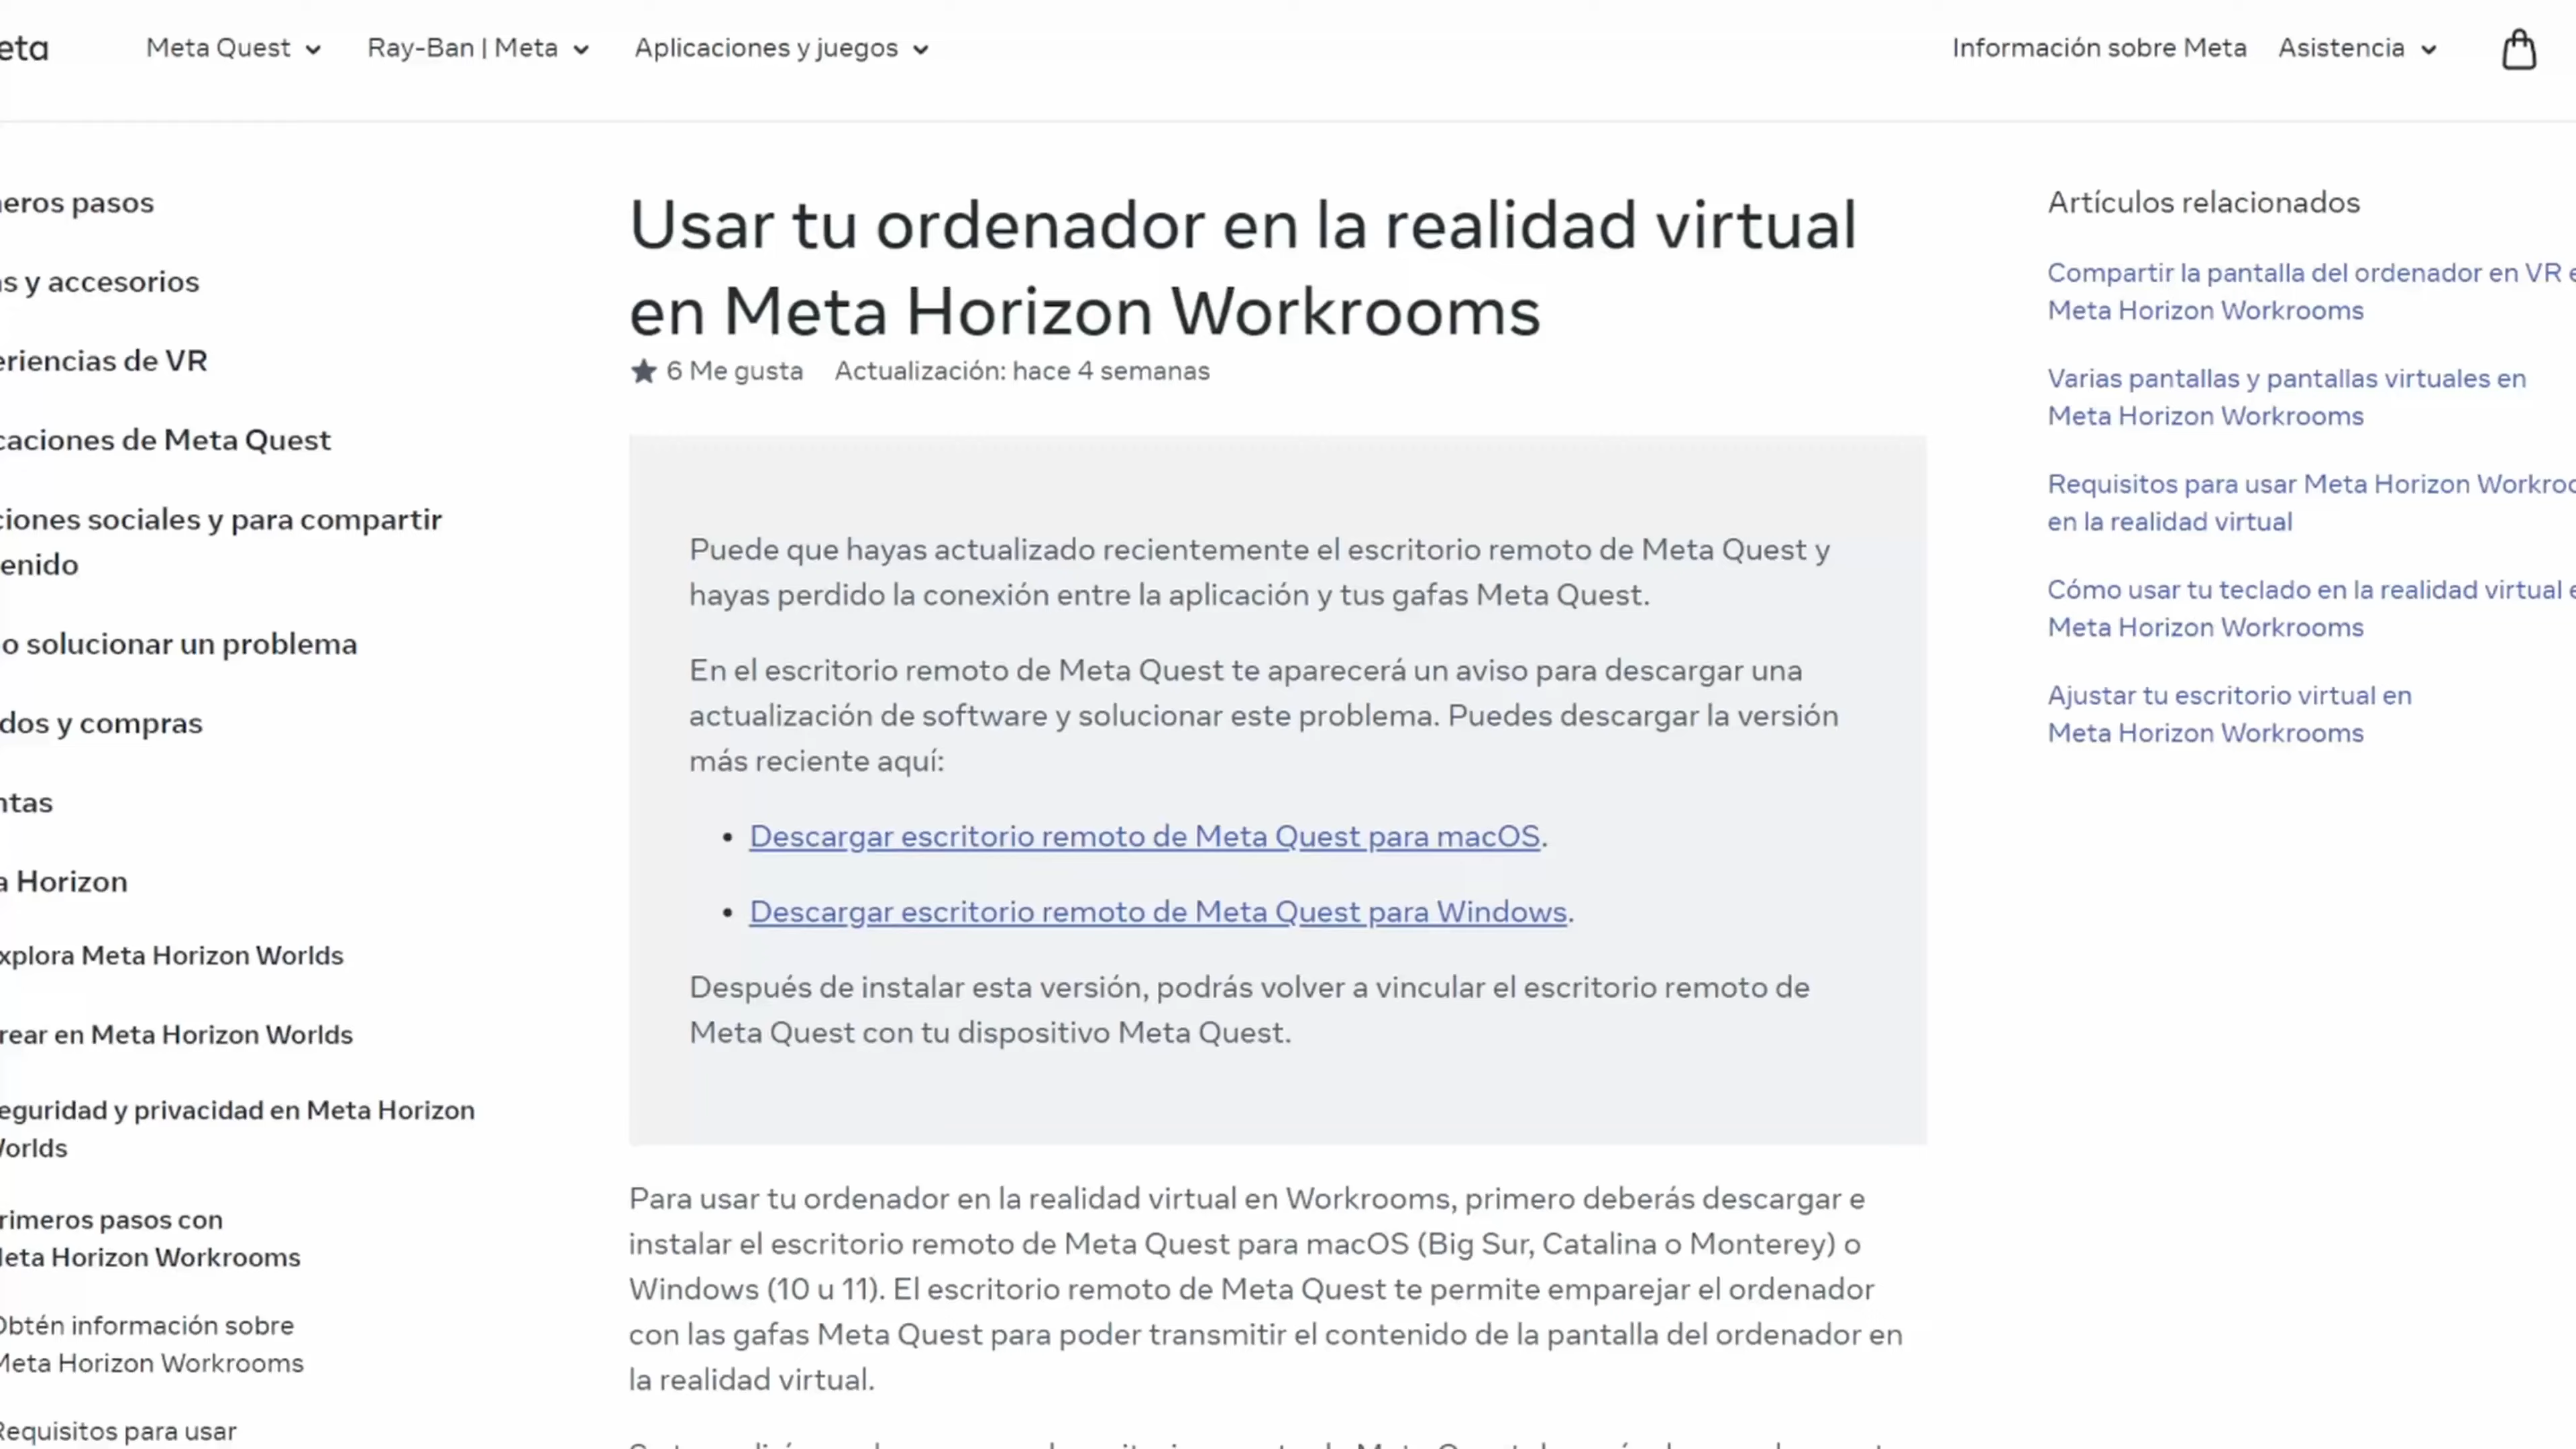 eta
Meta Quest
Ray-Ban | Meta
Aplicaciones y juegos
Información sobre Meta
Asistencia
eros pasos
s y accesorios
eriencias de VR
caciones de Meta Quest
ciones sociales y para compartir
enido
o solucionar un problema
dos y compras
ntas
a Horizon
xplora Meta Horizon Worlds
rear en Meta Horizon Worlds
eguridad y privacidad en Meta Horizon
orlds
rimeros pasos con
eta Horizon Workrooms
Obtén información sobre
Meta Horizon Workrooms
Requisitos para usar
Usar tu ordenador en la realidad virtual
en Meta Horizon Workrooms
6 Me gusta Actualización: hace 4 semanas
Puede que hayas actualizado recientemente el escritorio remoto de Meta Quest y
hayas perdido la conexión entre la aplicación y tus gafas Meta Quest.
En el escritorio remoto de Meta Quest te aparecerá un aviso para descargar una
actualización de software y solucionar este problema. Puedes descargar la versión
más reciente aquí:
• Descargar escritorio remoto de Meta Quest para macOS.
• Descargar escritorio remoto de Meta Quest para Windows.
Después de instalar esta versión, podrás volver a vincular el escritorio remoto de
Meta Quest con tu dispositivo Meta Quest.
Para usar tu ordenador en la realidad virtual en Workrooms, primero deberás descargar e
instalar el escritorio remoto de Meta Quest para macOS (Big Sur, Catalina o Monterey) o
Windows (10 u 11). El escritorio remoto de Meta Quest te permite emparejar el ordenador
con las gafas Meta Quest para poder transmitir el contenido de la pantalla del ordenador en
la realidad virtual.
Artículos relacionados
Compartir la pantalla del ordenador en VR e
Meta Horizon Workrooms
Varias pantallas y pantallas virtuales en
Meta Horizon Workrooms
Requisitos para usar Meta Horizon Workroo
en la realidad virtual
Cómo usar tu teclado en la realidad virtual e
Meta Horizon Workrooms
Ajustar tu escritorio virtual en
Meta Horizon Workrooms